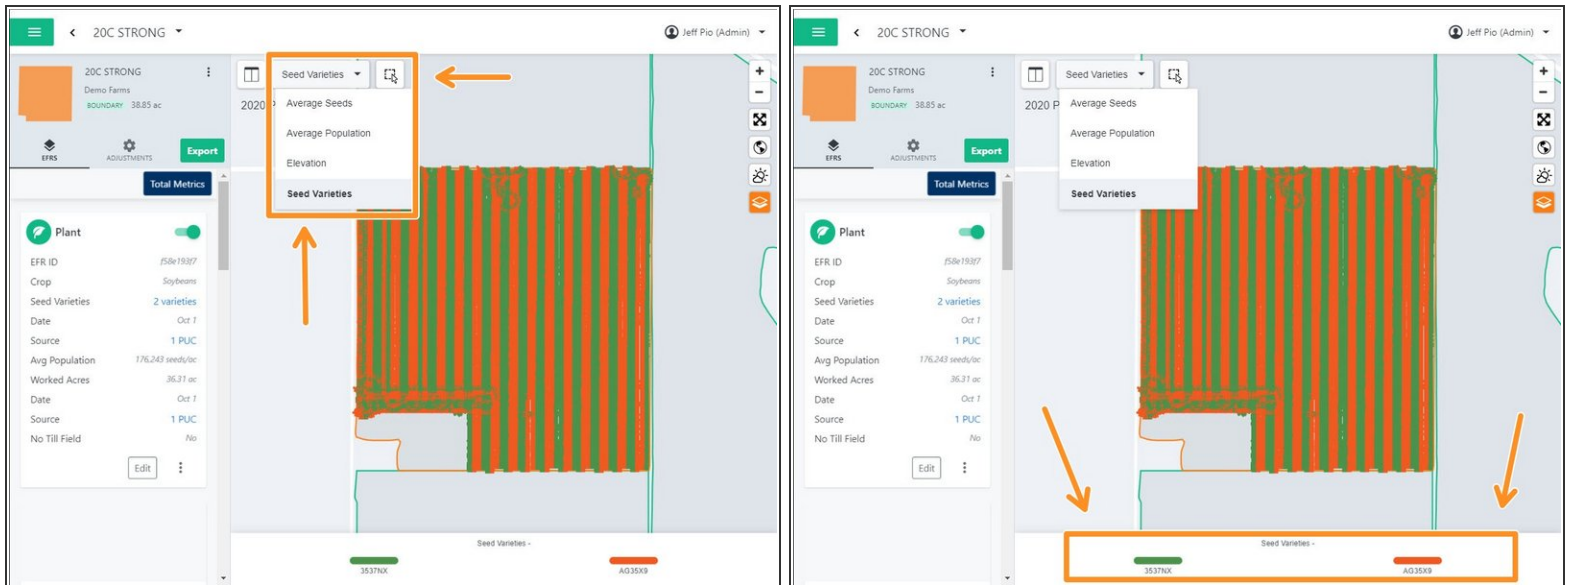 20C STRONG
Jeff Pio (Admin)
20C STRONG
Demo Farms
BOUNDARY 38.85 ac
EFRS
ADJUSTMENTS
Export
Total Metrics
Plant
EFR ID f58e193f7
Crop Soybeans
Seed Varieties 2 varieties
Date Oct 1
Source 1 PUC
Avg Population 176,243 seeds/ac
Worked Acres 36.31 ac
Date Oct 1
Source 1 PUC
No Till Field No
Edit
Seed Varieties
2020 P
Average Seeds
Average Population
Elevation
Seed Varieties
Seed Varieties -
3537NX
AG35X9
20C STRONG
Jeff Pio (Admin)
20C STRONG
Demo Farms
BOUNDARY 38.85 ac
EFRS
ADJUSTMENTS
Export
Total Metrics
Plant
EFR ID f58e193f7
Crop Soybeans
Seed Varieties 2 varieties
Date Oct 1
Source 1 PUC
Avg Population 176,243 seeds/ac
Worked Acres 36.31 ac
Date Oct 1
Source 1 PUC
No Till Field No
Edit
Seed Varieties
2020 P
Average Seeds
Average Population
Elevation
Seed Varieties
Seed Varieties -
3537NX
AG35X9